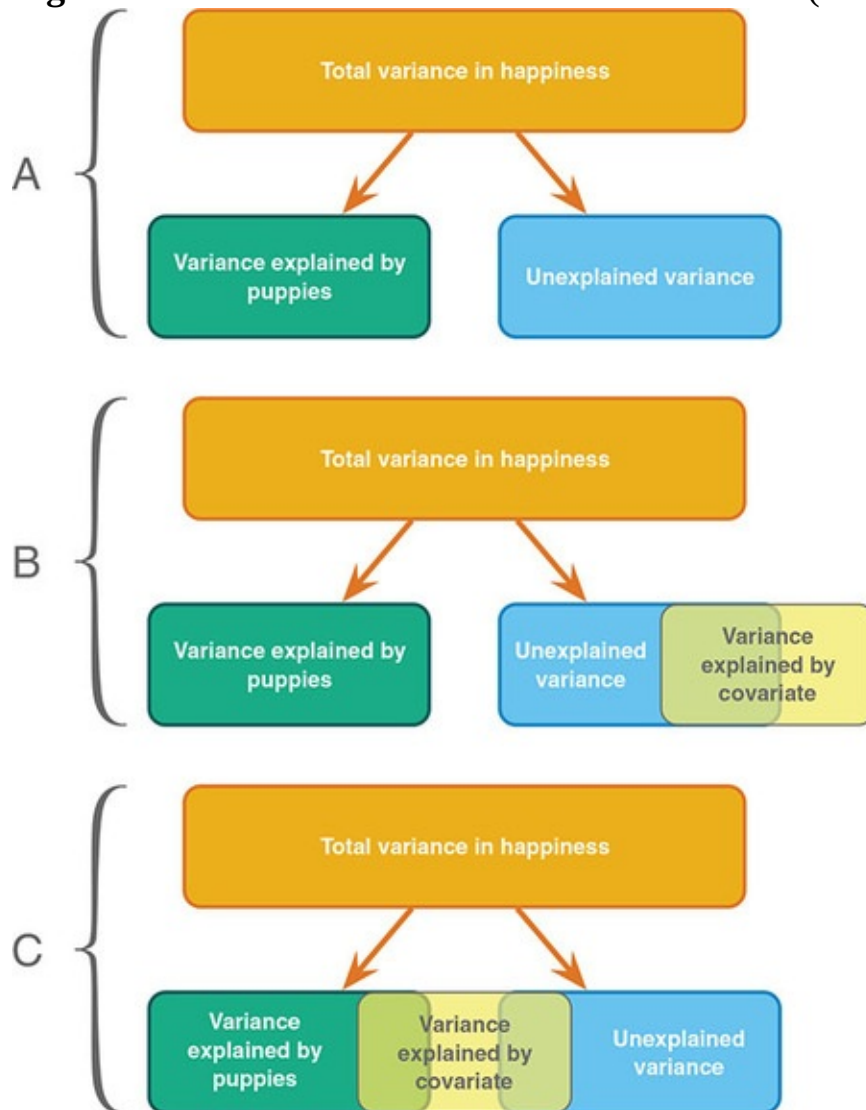 A
Total variance in happiness
Variance explained by
puppies
Unexplained variance
B
Total variance in happiness
Variance explained by
puppies
Unexplained
variance
Variance
explained by
covariate
C
Total variance in happiness
Variance
explained by
puppies
Variance
explained by
covariate
Unexplained
variance